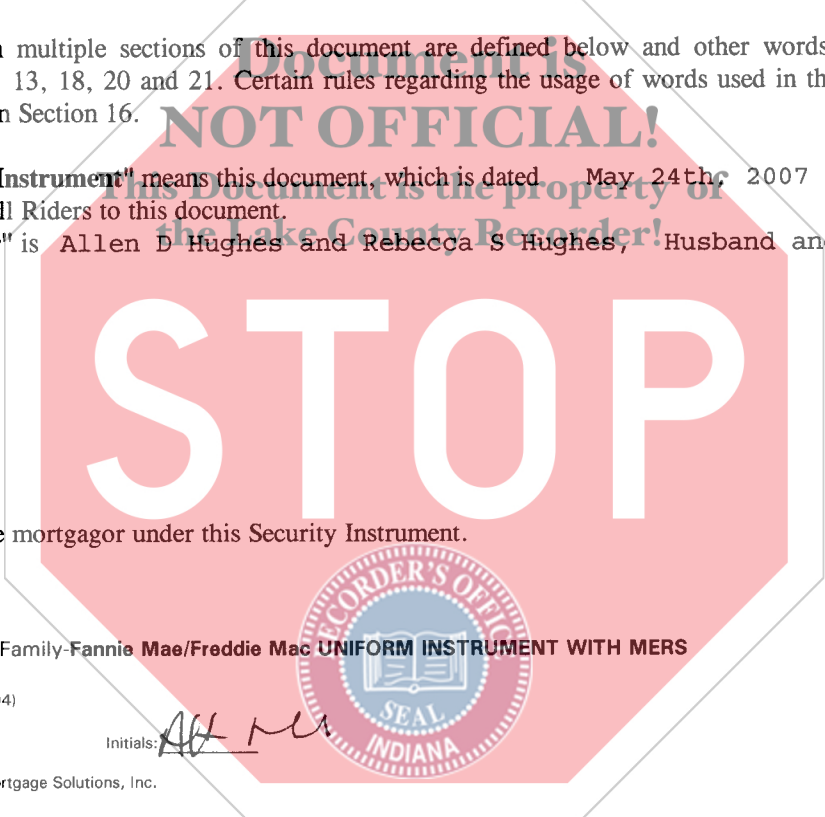 multiple sections of this document are defined below and other words
13, 18, 20 and 21. Certain rules regarding the usage of words used in th
n Section 16.
Document is
NOT OFFICIAL!
This Document is the property of
the Lake County Recorder!
Instrument" means this document, which is dated May 24th, 2007
ll Riders to this document.
" is Allen D Hughes and Rebecca S Hughes, Husband an
STOP
e mortgagor under this Security Instrument.
RECORDER'S OFFICE
SEAL
INDIANA
Family-Fannie Mae/Freddie Mac UNIFORM INSTRUMENT WITH MERS
4)
Initials:
rtgage Solutions, Inc.